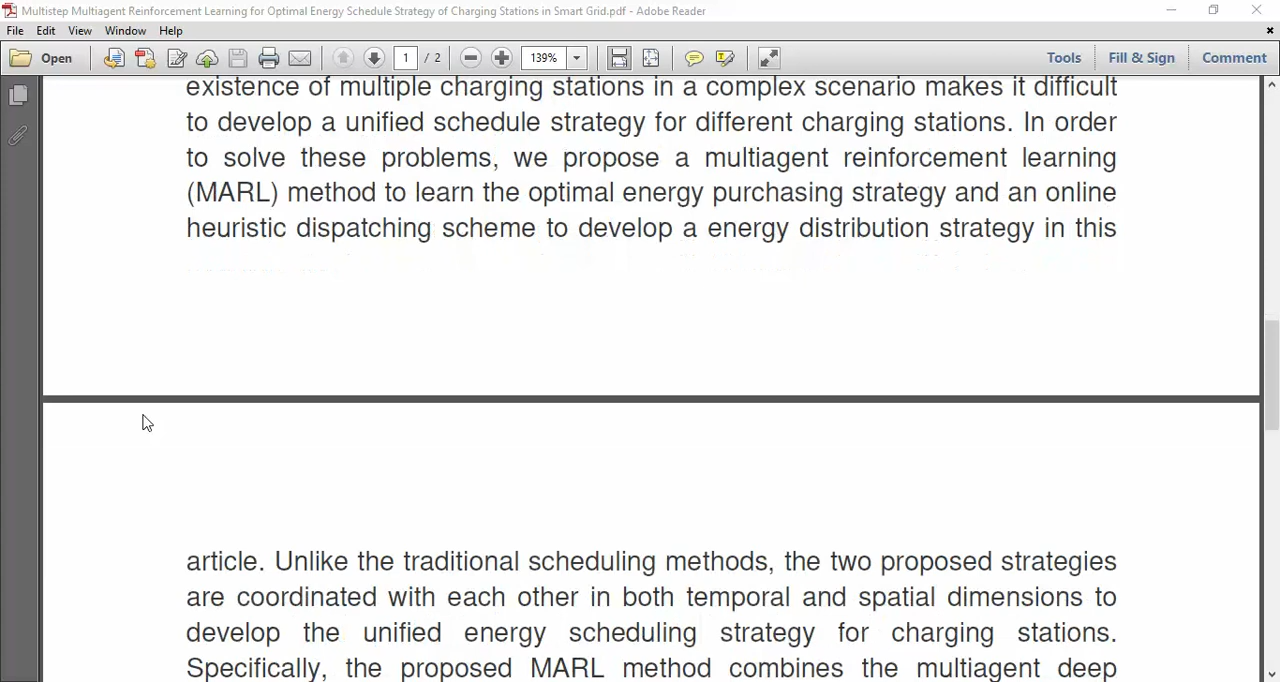 Multistep Multiagent Reinforcement Learning for Optimal Energy Schedule Strategy of Charging Stations in Smart Grid.pdf - Adobe Reader
File Edit View Window Help
Open 1 / 2 139% Tools Fill & Sign Comment
existence of multiple charging stations in a complex scenario makes it difficult
to develop a unified schedule strategy for different charging stations. In order
to solve these problems, we propose a multiagent reinforcement learning
(MARL) method to learn the optimal energy purchasing strategy and an online
heuristic dispatching scheme to develop a energy distribution strategy in this
article. Unlike the traditional scheduling methods, the two proposed strategies
are coordinated with each other in both temporal and spatial dimensions to
develop the unified energy scheduling strategy for charging stations.
Specifically, the proposed MARL method combines the multiagent deep